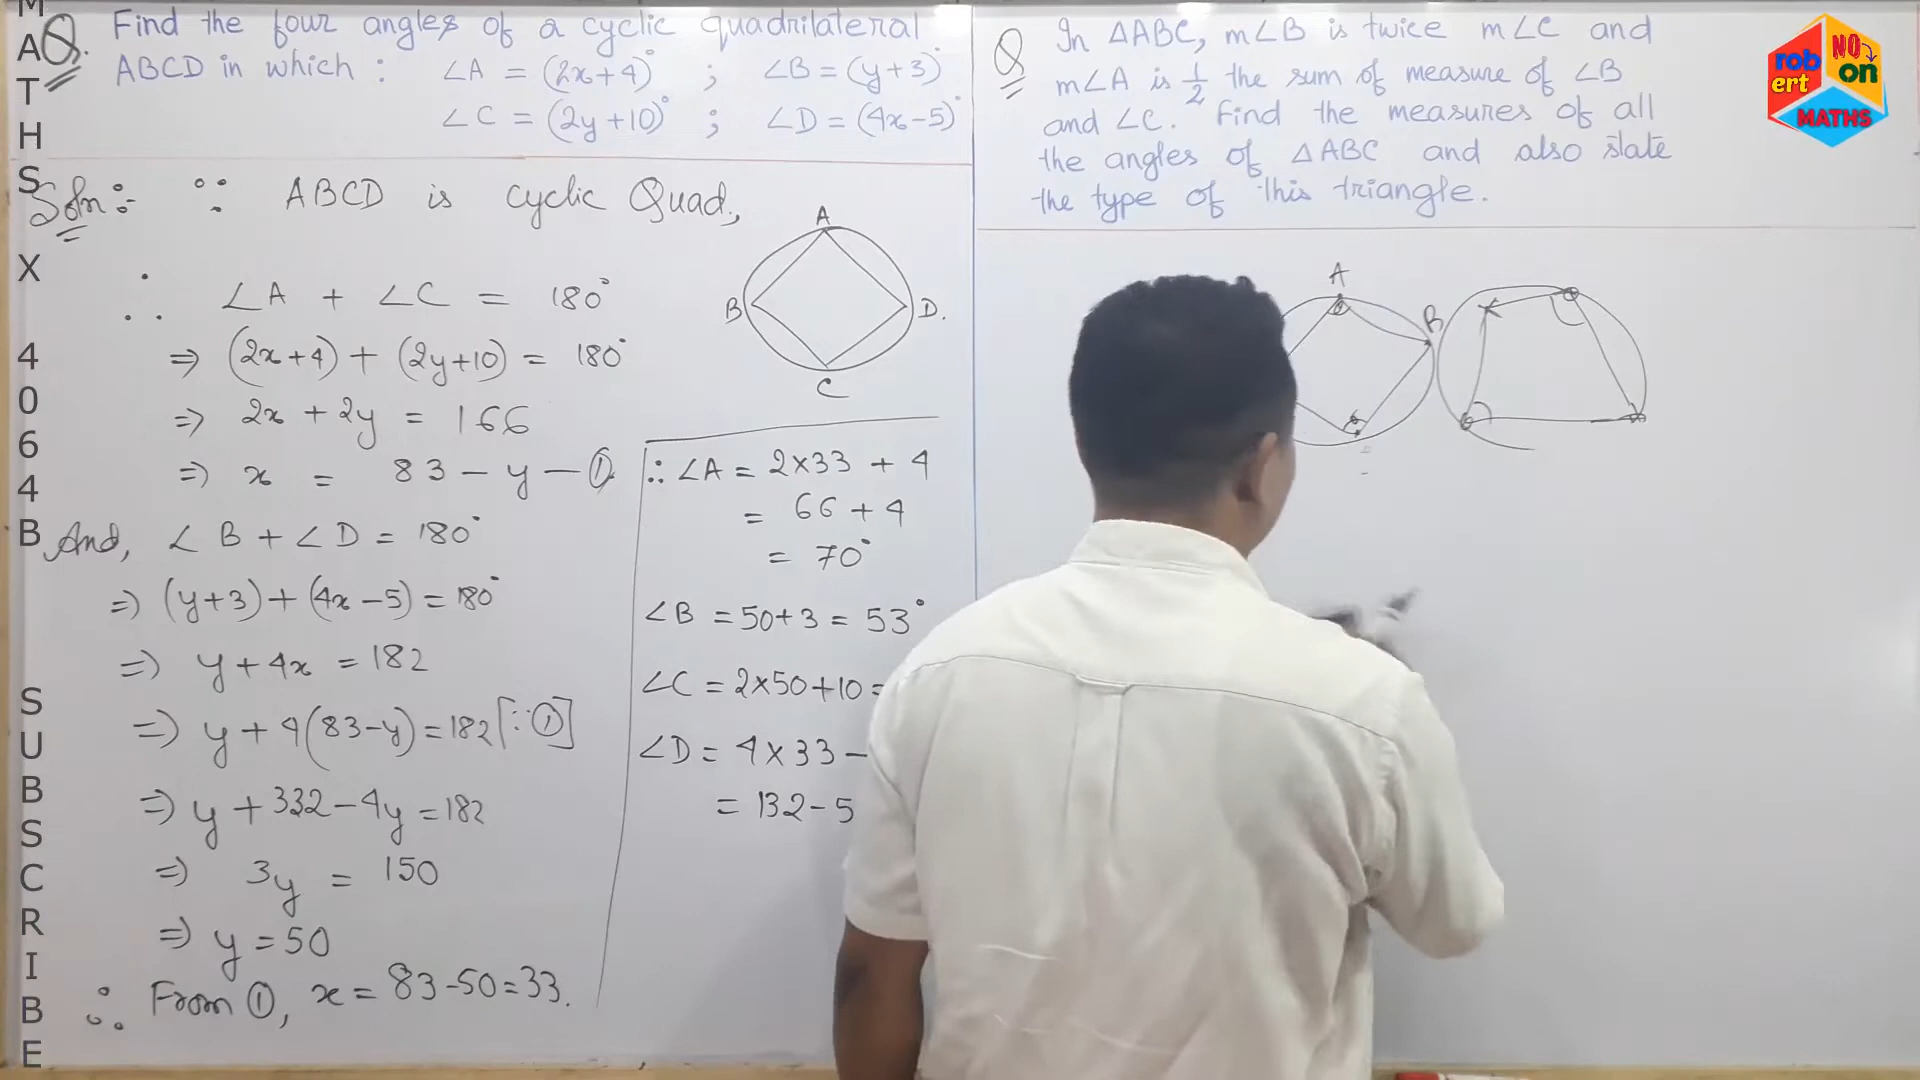 MATHS X 4064B SUBSCRIBE
Q. Find the four angles of a cyclic quadrilateral
ABCD in which : ∠A = (2x+4)° ; ∠B = (y+3)°
∠C = (2y+10)° ; ∠D = (4x-5)°
Soln:- ∵ ABCD is cyclic Quad.,
∴ ∠A + ∠C = 180°
⇒ (2x+4) + (2y+10) = 180°
⇒ 2x + 2y = 166
⇒ x = 83 - y - ①
And, ∠B + ∠D = 180°
⇒ (y+3) + (4x-5) = 180°
⇒ y + 4x = 182
⇒ y + 4(83-y) = 182 [∵ ①]
⇒ y + 332 - 4y = 182
⇒ 3y = 150
⇒ y = 50
∴ From ①, x = 83-50 = 33.
A
B
D.
C
∴ ∠A = 2×33 + 4
= 66 + 4
= 70°
∠B = 50+3 = 53°
∠C = 2×50+10 =
∠D = 4×33 -
= 132-5
Q In △ABC, m∠B is twice m∠C and
m∠A is 1/2 the sum of measure of ∠B
and ∠C. Find the measures of all
the angles of △ABC and also state
the type of this triangle.
A
B
robert NO on
MATHS